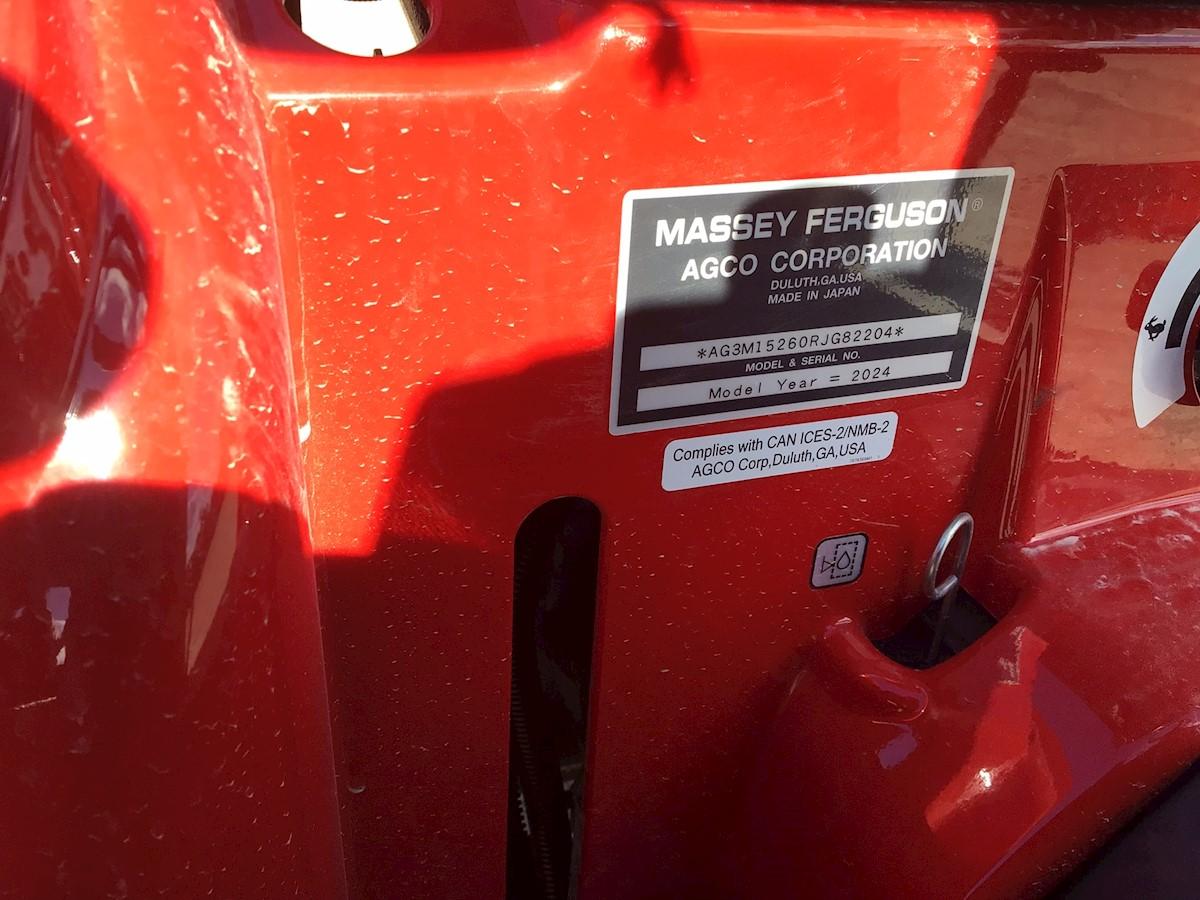 MASSEY FERGUSON®
AGCO CORPORATION
DULUTH,GA.USA
MADE IN JAPAN
*AG3M15260RJG82204*
MODEL & SERIAL NO.
Model Year = 2024
Complies with CAN ICES-2/NMB-2
AGCO Corp,Duluth,GA,USA